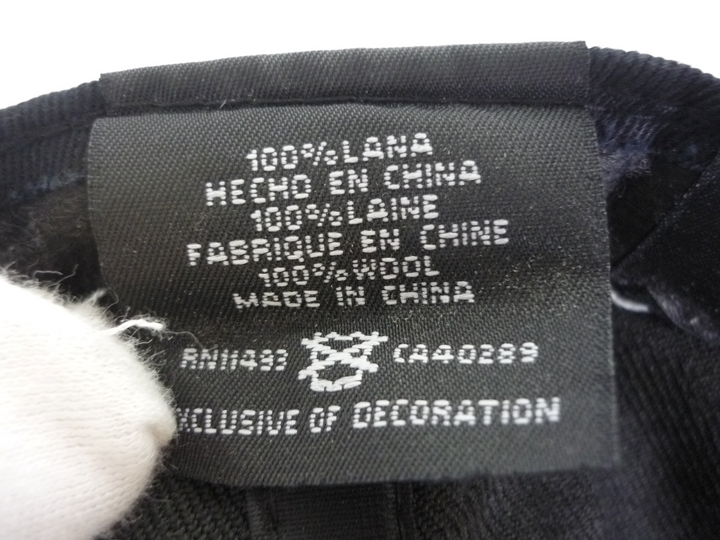 100% LANA
HECHO EN CHINA
100% LAINE
FABRIQUE EN CHINE
100% WOOL
MADE IN CHINA
RN11493 CA40289
XCLUSIVE OF DECORATION